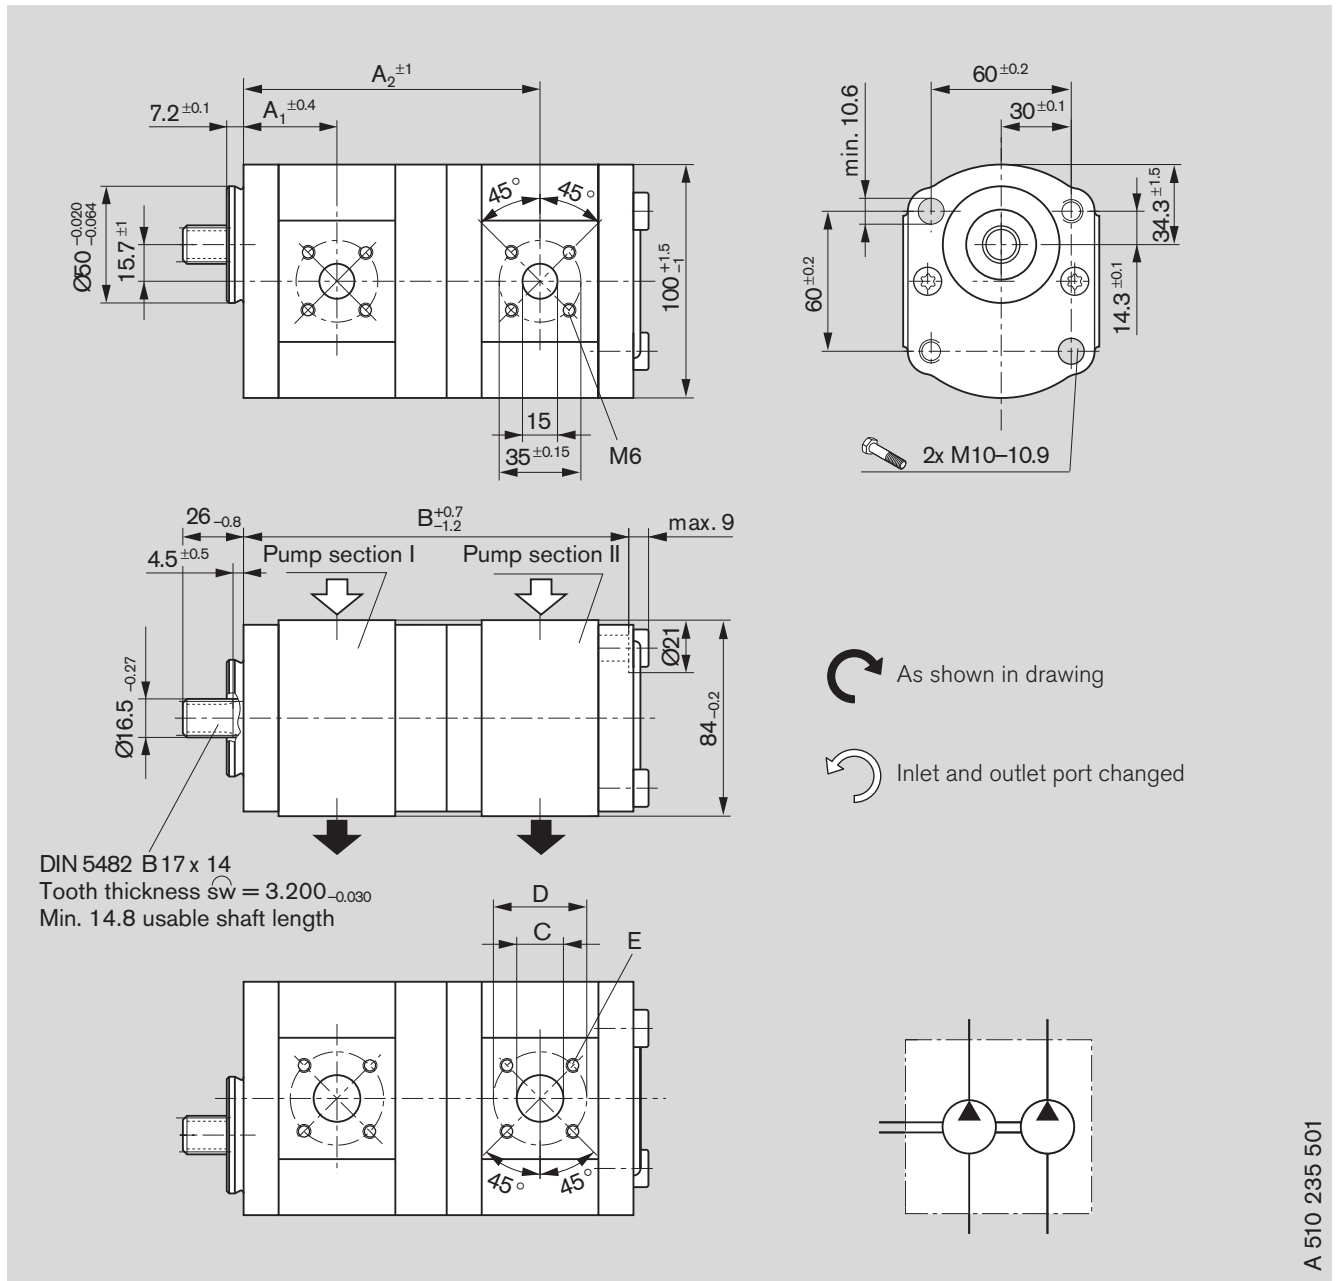 A₂ ±1
7.2 ±0.1
A₁ ±0.4
45°
45°
Ø50 −0.020 −0.064
15.7 ±1
100 +1.5 −1
15
35 ±0.15
M6
60 ±0.2
30 ±0.1
min. 10.6
34.3 ±1.5
60 ±0.2
14.3 ±0.1
2x M10–10.9
26 −0.8
B +0.7 −1.2
max. 9
4.5 ±0.5
Pump section I
Pump section II
Ø21
Ø16.5 −0.27
84 −0.2
As shown in drawing
Inlet and outlet port changed
DIN 5482 B 17 x 14
Tooth thickness sw = 3.200 −0.030
Min. 14.8 usable shaft length
D
C
E
45°
45°
A 510 235 501